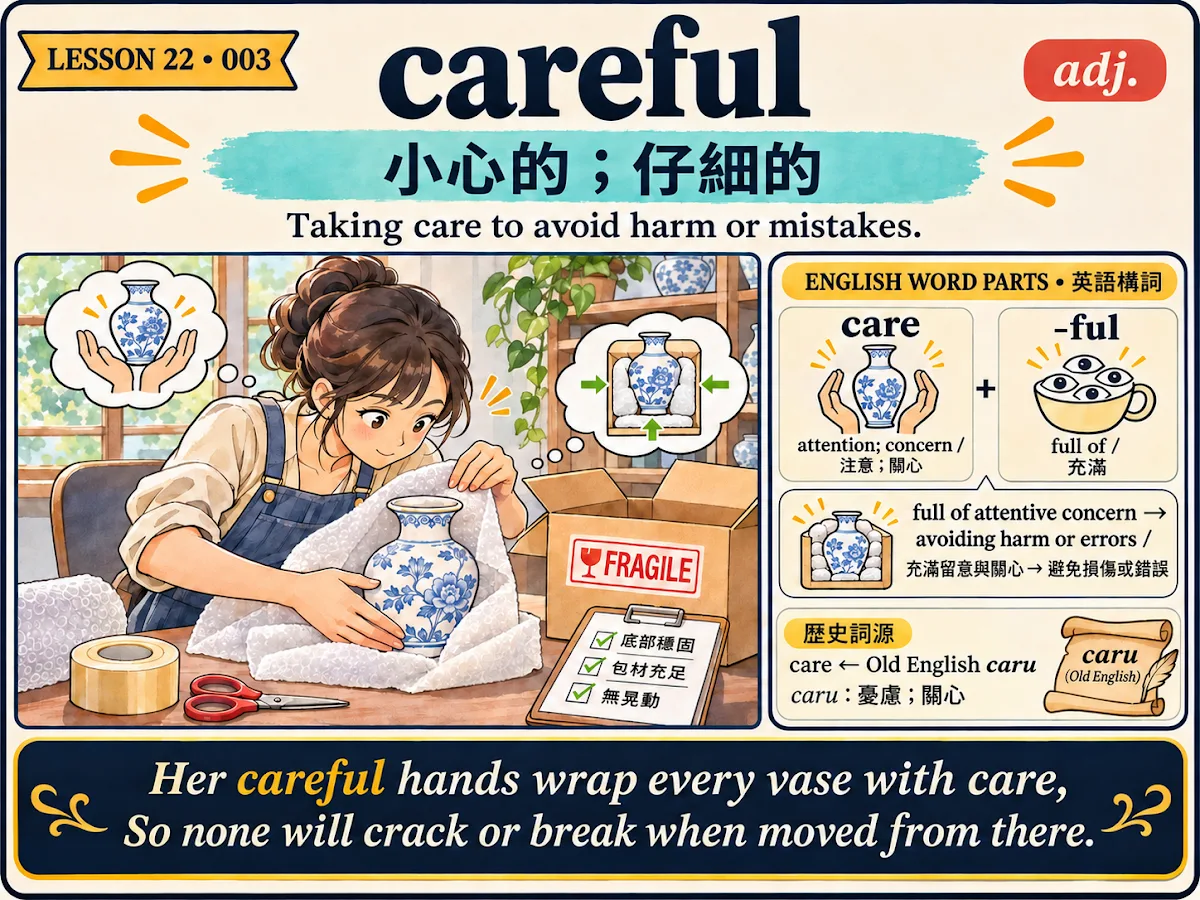 LESSON 22 • 003
careful
adj.
小心的；仔細的
Taking care to avoid harm or mistakes.
FRAGILE
底部穩固
包材充足
無晃動
ENGLISH WORD PARTS • 英語構詞
care
attention; concern /
注意；關心
+
-ful
full of /
充滿
full of attentive concern →
avoiding harm or errors /
充滿留意與關心 → 避免損傷或錯誤
歷史詞源
care ← Old English caru
caru：憂慮；關心
caru
(Old English)
Her careful hands wrap every vase with care,
So none will crack or break when moved from there.